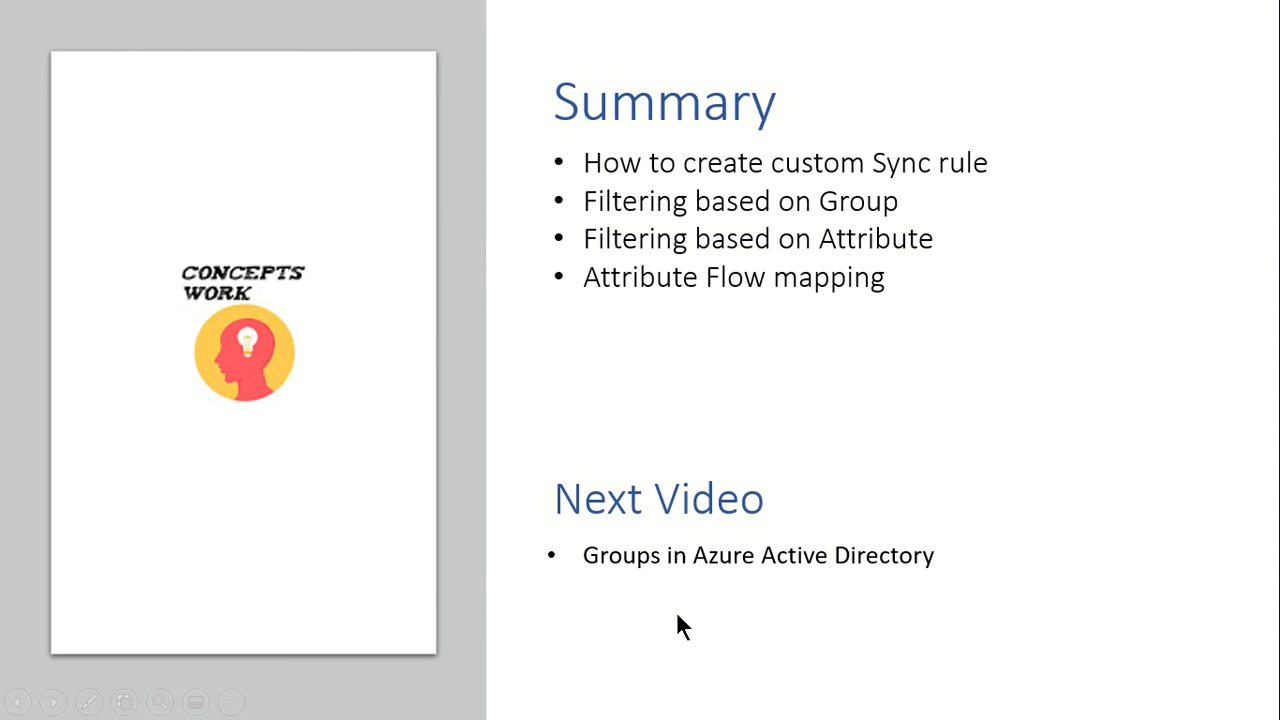 CONCEPTS
WORK
Summary
• How to create custom Sync rule
• Filtering based on Group
• Filtering based on Attribute
• Attribute Flow mapping
Next Video
• Groups in Azure Active Directory